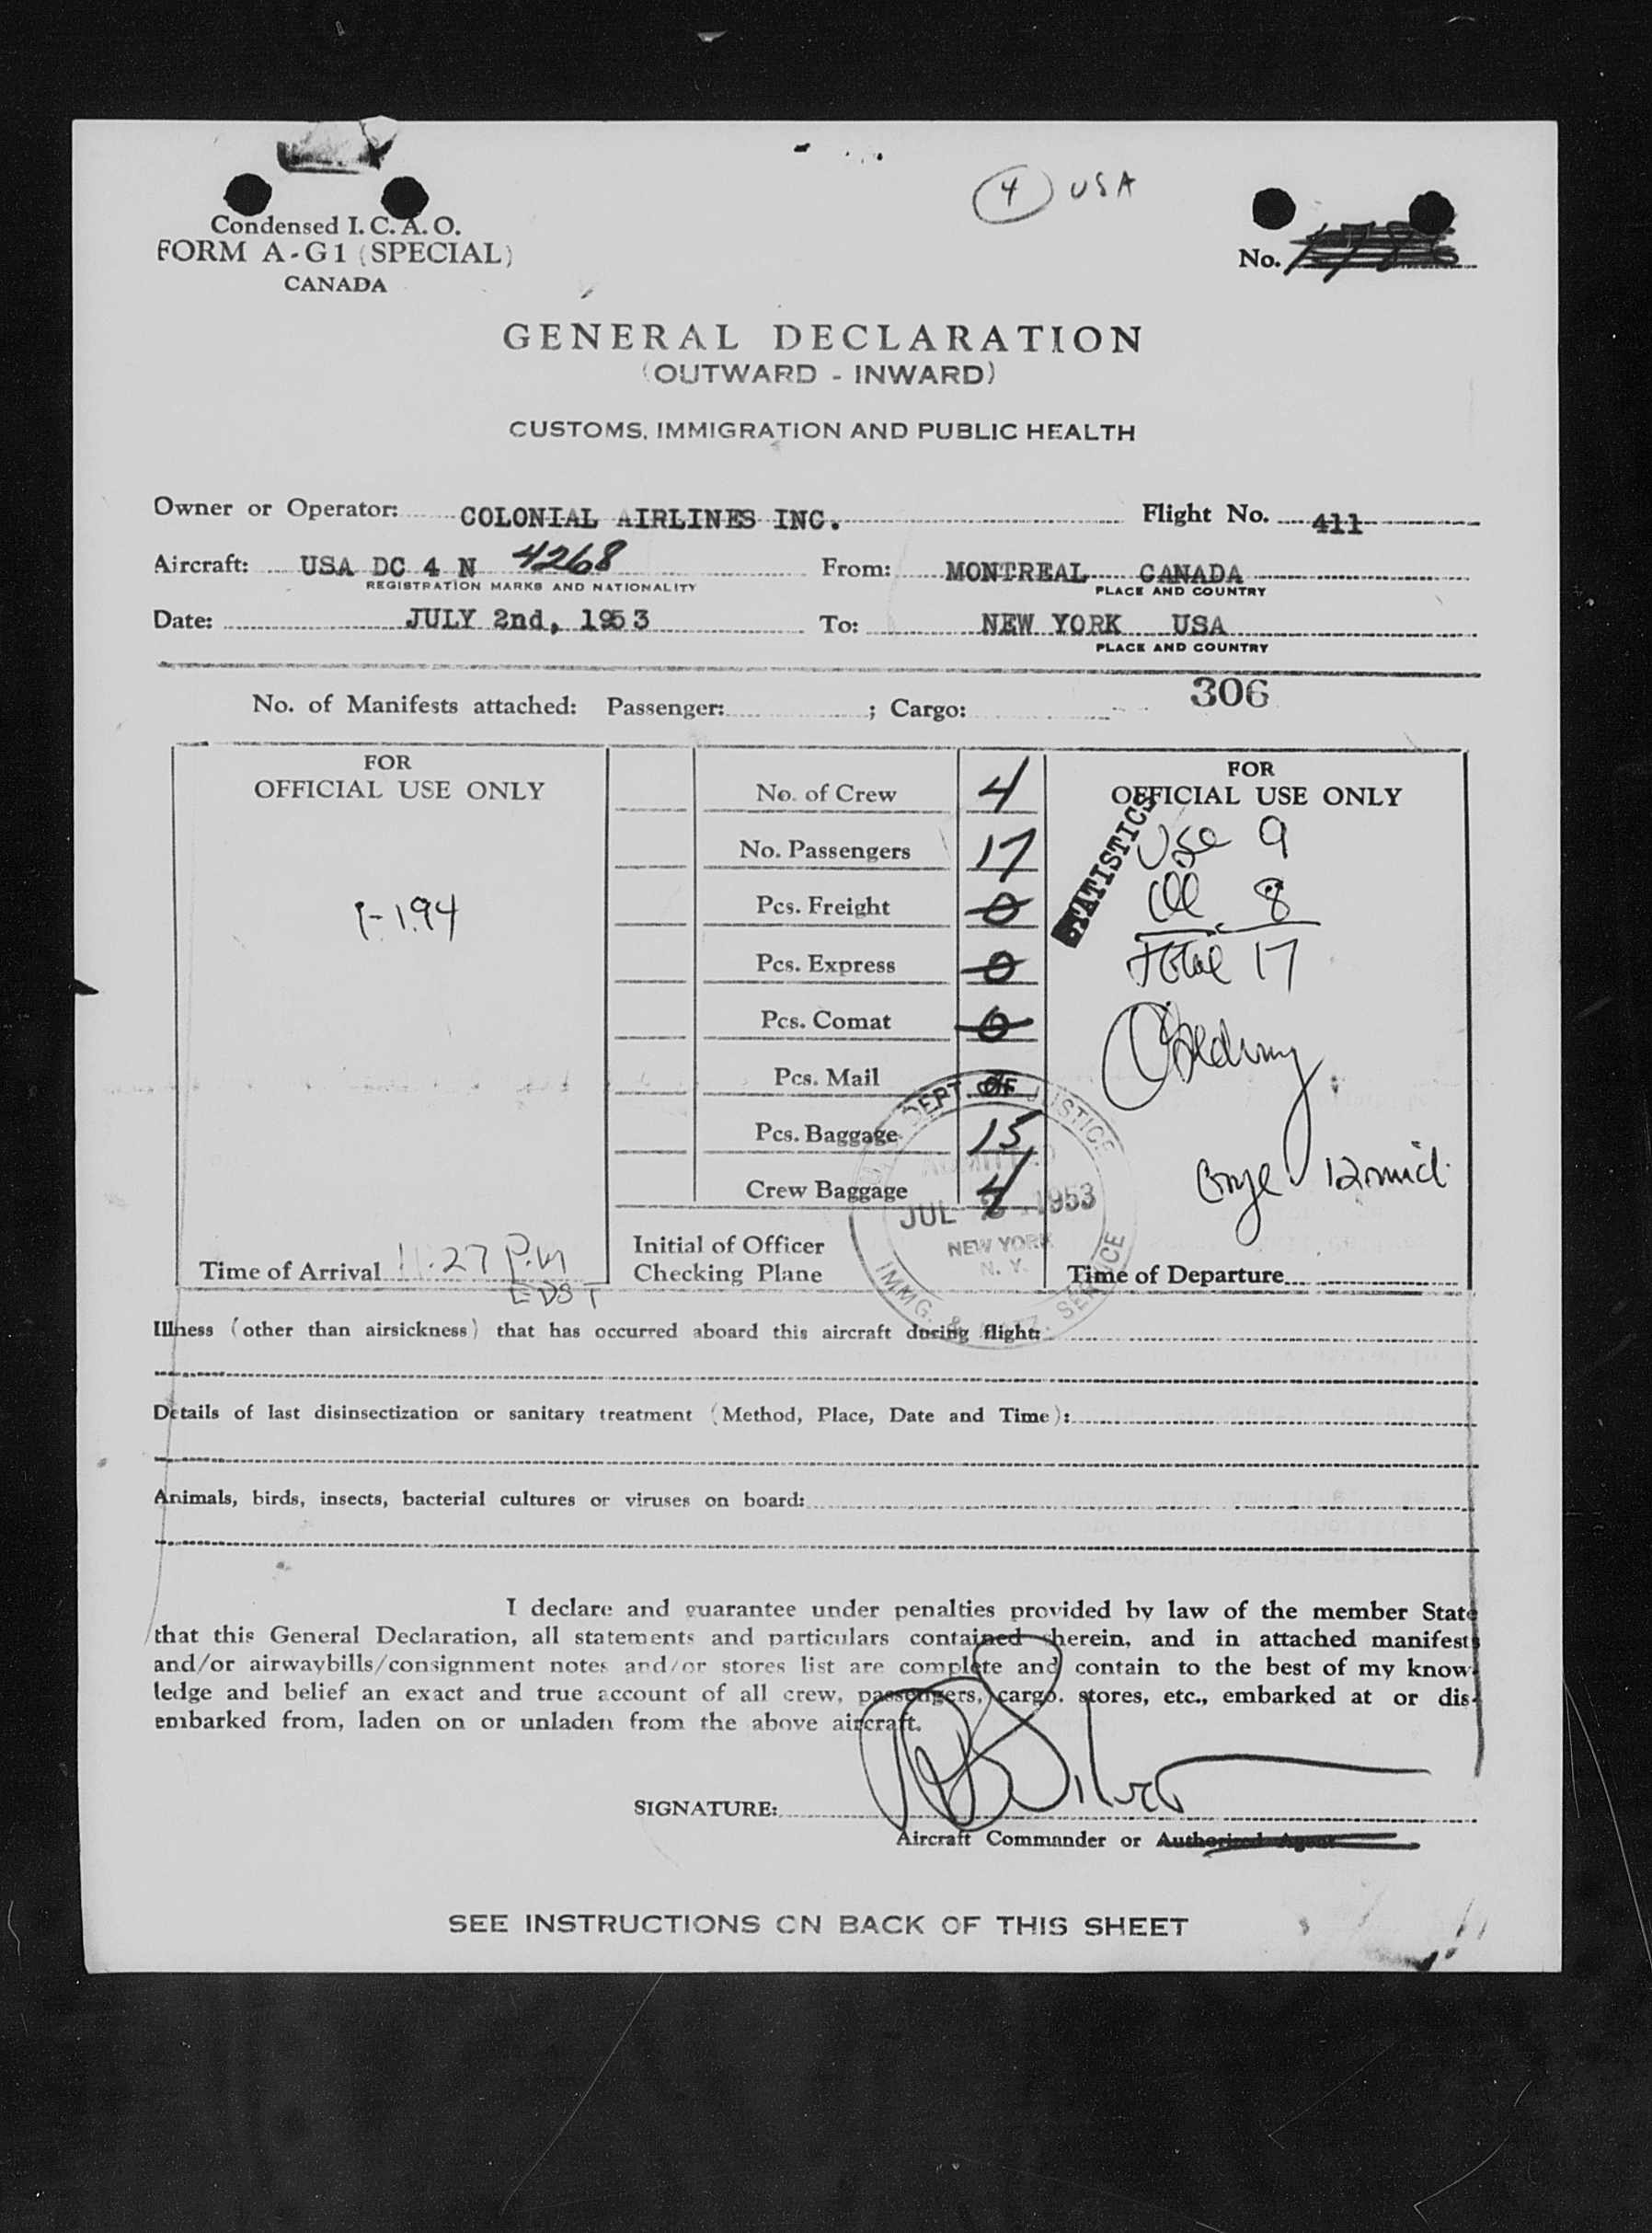 4 USA
Condensed I. C. A. O.
FORM A-G1 (SPECIAL)
CANADA
No.
GENERAL DECLARATION
(OUTWARD - INWARD)
CUSTOMS, IMMIGRATION AND PUBLIC HEALTH
Owner or Operator: COLONIAL AIRLINES INC. Flight No. 411
Aircraft: USA DC 4 N 4268 From: MONTREAL CANADA
REGISTRATION MARKS AND NATIONALITY PLACE AND COUNTRY
Date: JULY 2nd, 1953 To: NEW YORK USA
PLACE AND COUNTRY
306
No. of Manifests attached: Passenger: ; Cargo:
FOR
OFFICIAL USE ONLY
1-194
Time of Arrival 11.27 P.M
EDST
No. of Crew 4
No. Passengers 17
Pcs. Freight 0
Pcs. Express 0
Pcs. Comat 0
Pcs. Mail
Pcs. Baggage 15
Crew Baggage 4
Initial of Officer
Checking Plane
DEPT. OF JUSTICE
ADMITTED
JUL 2 - 1953
NEW YORK
N. Y.
IMMG. & NATZ. SERVICE
FOR
OFFICIAL USE ONLY
STATISTICS
USC 9
8
Total 17
Time of Departure
Illness (other than airsickness) that has occurred aboard this aircraft during flight:
Details of last disinsectization or sanitary treatment (Method, Place, Date and Time):
Animals, birds, insects, bacterial cultures or viruses on board:
I declare and guarantee under penalties provided by law of the member State
that this General Declaration, all statements and particulars contained herein, and in attached manifests
and/or airwaybills/consignment notes and/or stores list are complete and contain to the best of my know-
ledge and belief an exact and true account of all crew, passengers, cargo, stores, etc., embarked at or dis-
embarked from, laden on or unladen from the above aircraft.
SIGNATURE:
Aircraft Commander or Authorized Agent
SEE INSTRUCTIONS ON BACK OF THIS SHEET